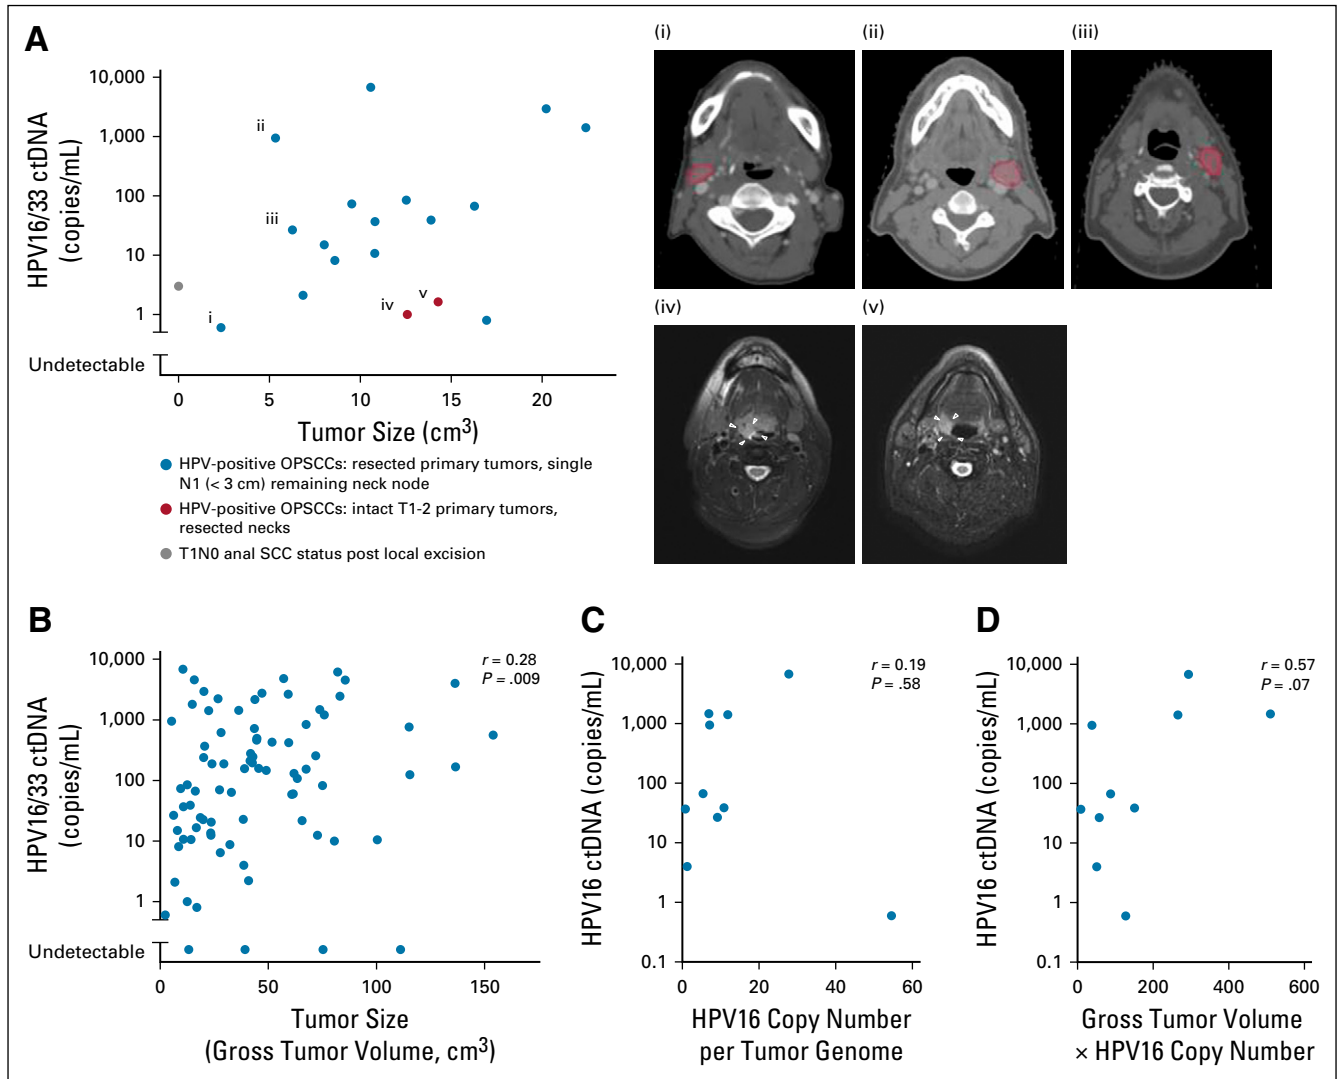 A
HPV16/33 ctDNA
(copies/mL)
10,000
1,000
100
10
1
Undetectable
ii
iii
i
iv
v
0
5
10
15
20
Tumor Size (cm³)
HPV-positive OPSCCs: resected primary tumors, single
N1 (< 3 cm) remaining neck node
HPV-positive OPSCCs: intact T1-2 primary tumors,
resected necks
T1N0 anal SCC status post local excision
(i)
(ii)
(iii)
(iv)
(v)
B
HPV16/33 ctDNA
(copies/mL)
10,000
1,000
100
10
1
Undetectable
r = 0.28
P = .009
0
50
100
150
Tumor Size
(Gross Tumor Volume, cm³)
C
HPV16 ctDNA (copies/mL)
10,000
1,000
100
10
1
0.1
r = 0.19
P = .58
0
20
40
60
HPV16 Copy Number
per Tumor Genome
D
HPV16 ctDNA (copies/mL)
10,000
1,000
100
10
1
0.1
r = 0.57
P = .07
0
200
400
600
Gross Tumor Volume
× HPV16 Copy Number